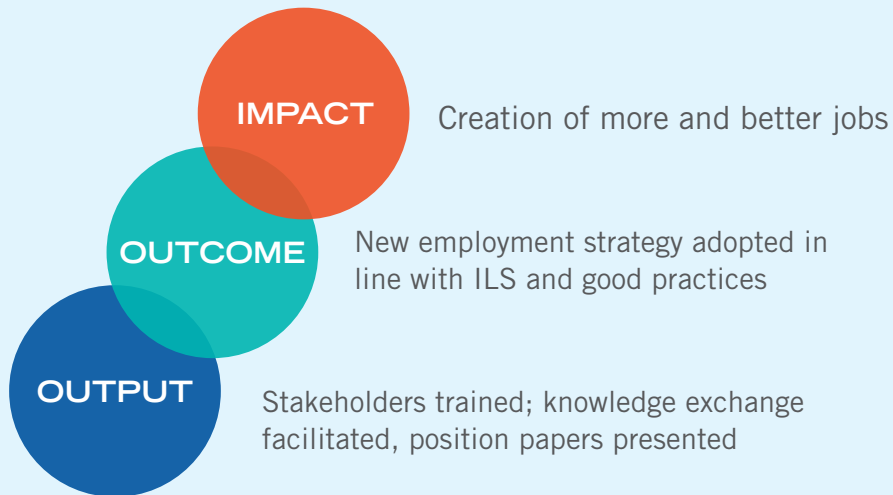 IMPACT
Creation of more and better jobs
OUTCOME
New employment strategy adopted in
line with ILS and good practices
OUTPUT
Stakeholders trained; knowledge exchange
facilitated, position papers presented